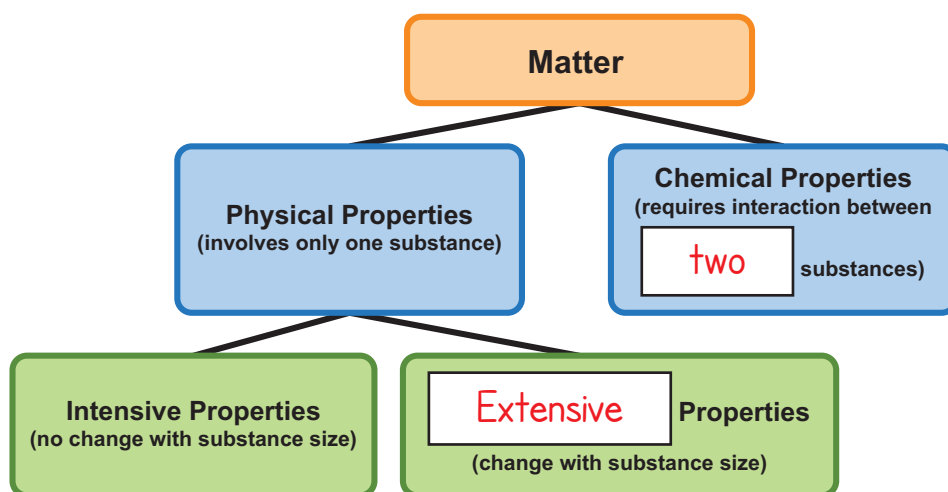 Matter
Physical Properties
(involves only one substance)
Chemical Properties
(requires interaction between
two substances)
Intensive Properties
(no change with substance size)
Extensive Properties
(change with substance size)